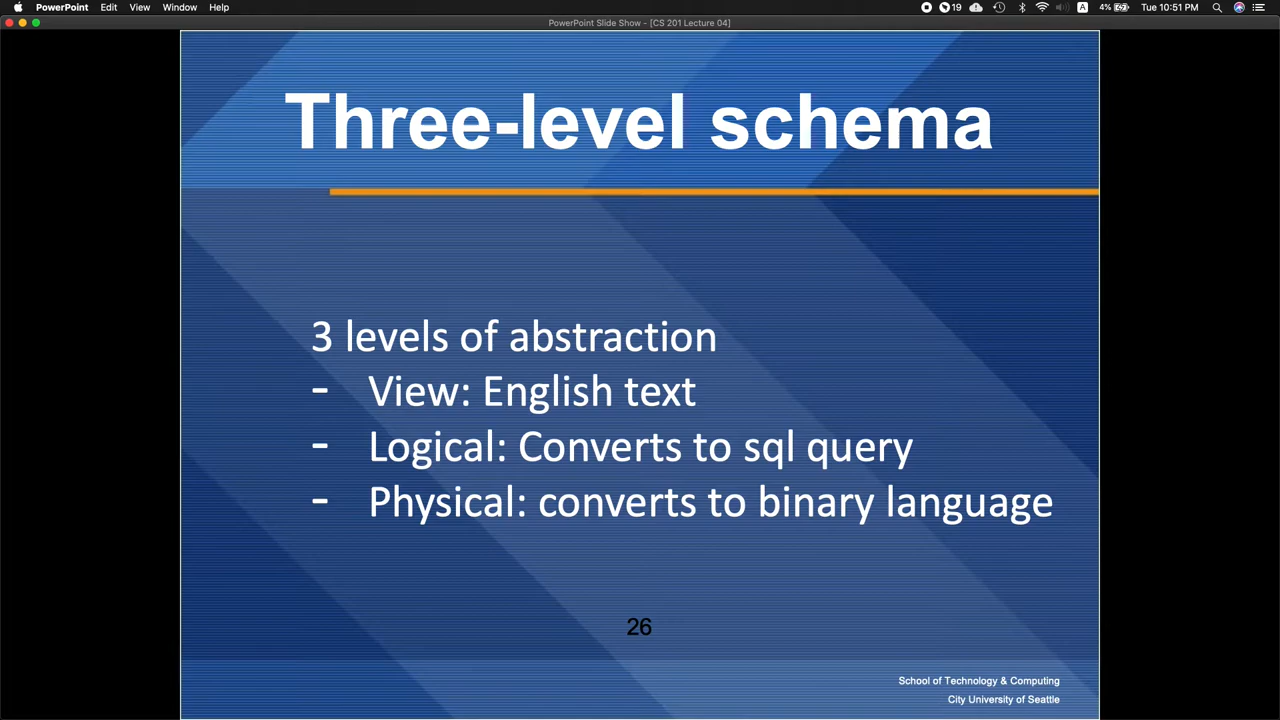 PowerPoint Edit View Window Help 19 A 4% Tue 10:51 PM
PowerPoint Slide Show - [CS 201 Lecture 04]
Three-level schema
3 levels of abstraction
- View: English text
- Logical: Converts to sql query
- Physical: converts to binary language
26
School of Technology & Computing
City University of Seattle